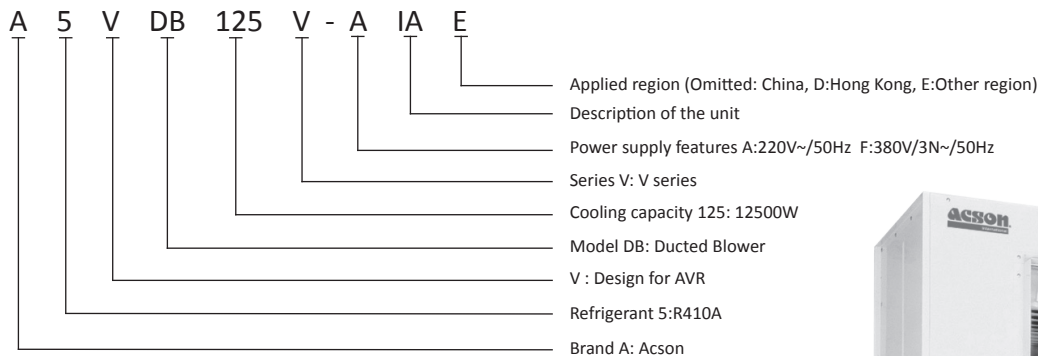 A 5 V DB 125 V - A IA E
Applied region (Omitted: China, D:Hong Kong, E:Other region)
Description of the unit
Power supply features A:220V~/50Hz F:380V/3N~/50Hz
Series V: V series
Cooling capacity 125: 12500W
Model DB: Ducted Blower
V : Design for AVR
Refrigerant 5:R410A
Brand A: Acson
acson
international